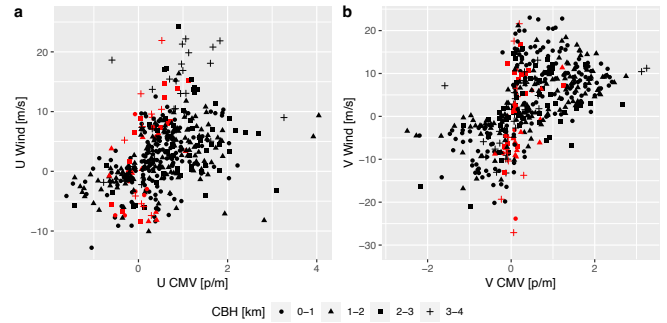 a
b
U Wind [m/s]
20
10
0
−10
0
2
4
U CMV [p/m]
V Wind [m/s]
20
10
0
−10
−20
−30
−2
0
2
V CMV [p/m]
CBH [km]
0−1
1−2
2−3
3−4